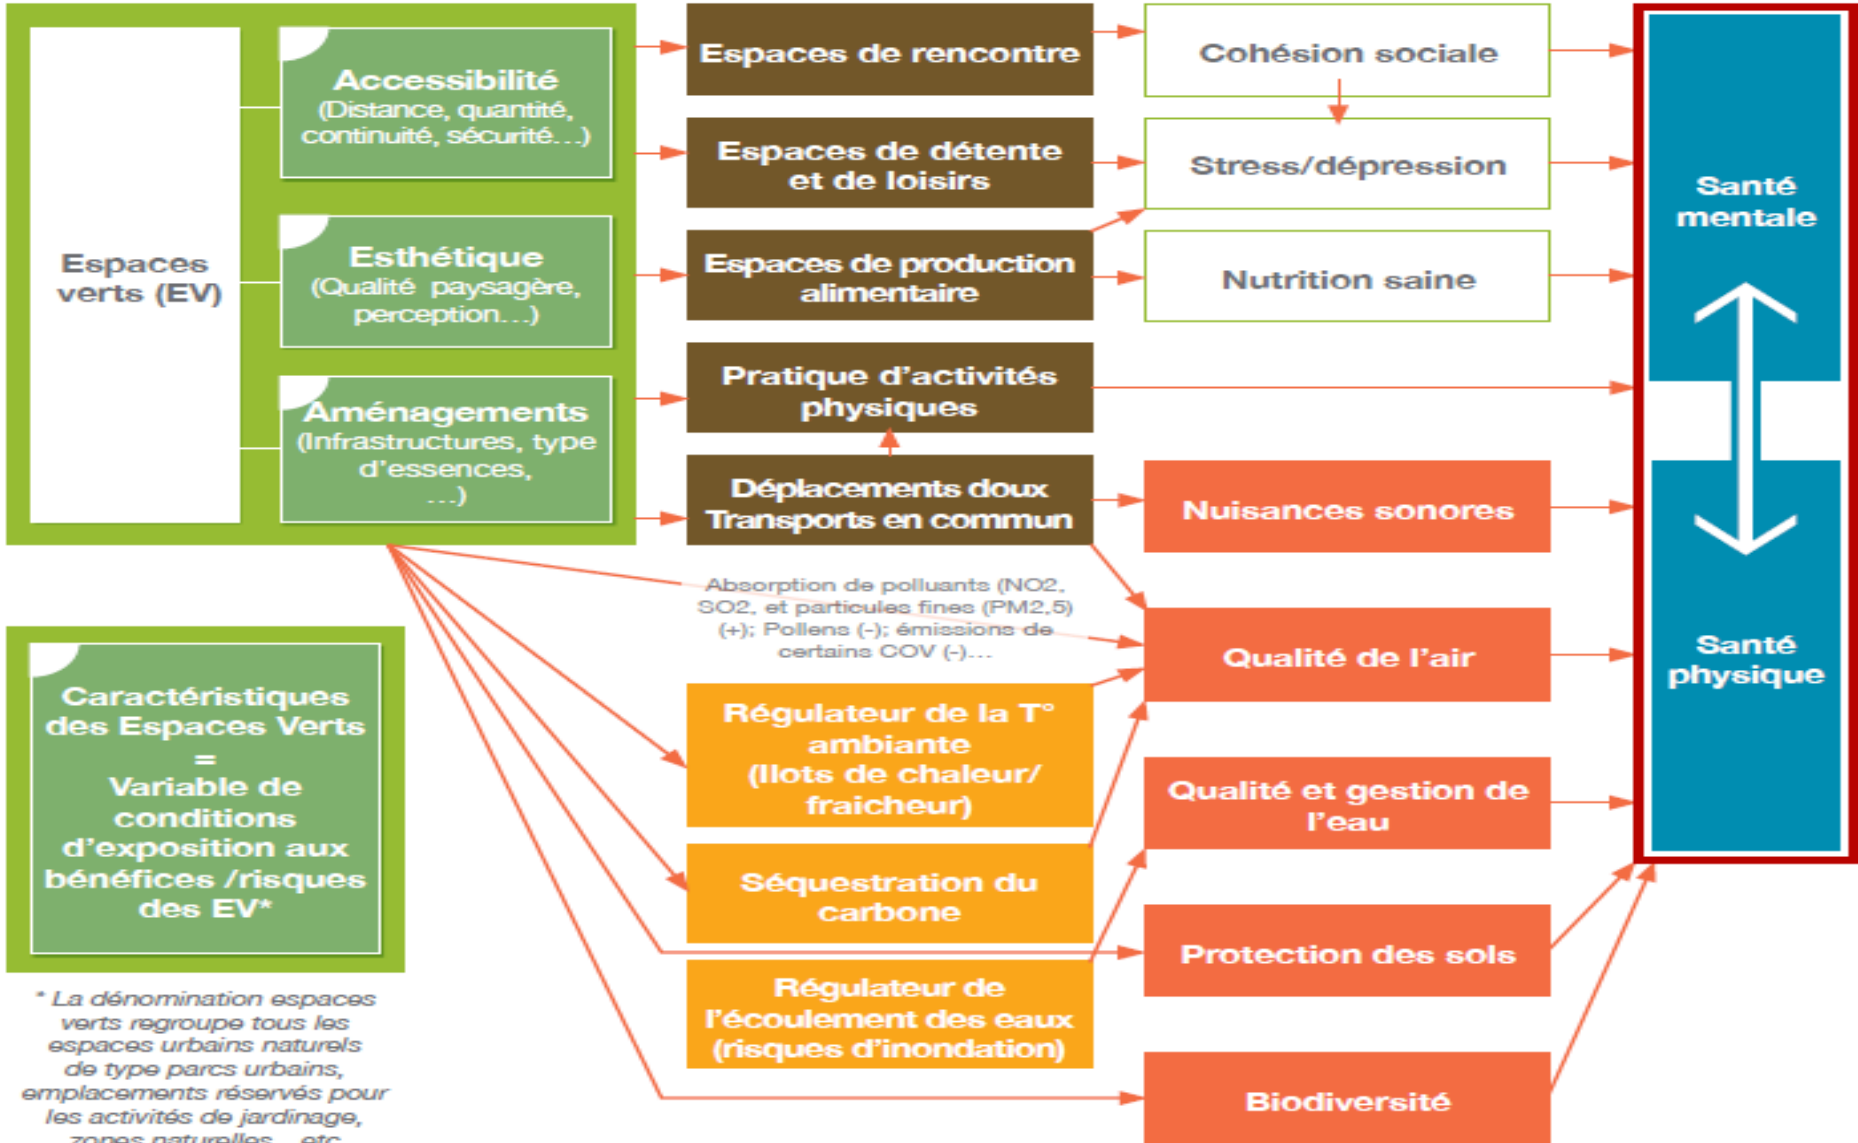 Espaces
verts (EV)
Accessibilité
(Distance, quantité,
continuité, sécurité...)
Esthétique
(Qualité paysagère,
perception...)
Aménagements
(Infrastructures, type
d'essences,
...)
Espaces de rencontre
Espaces de détente
et de loisirs
Espaces de production
alimentaire
Pratique d'activités
physiques
Déplacements doux
Transports en commun
Absorption de polluants (NO2,
SO2, et particules fines (PM2,5)
(+); Pollens (-); émissions de
certains COV (-)...
Régulateur de la T°
ambiante
(Ilots de chaleur/
fraicheur)
Séquestration du
carbone
Régulateur de
l'écoulement des eaux
(risques d'inondation)
Cohésion sociale
Stress/dépression
Nutrition saine
Nuisances sonores
Qualité de l'air
Qualité et gestion de
l'eau
Protection des sols
Biodiversité
Santé
mentale
Santé
physique
Caractéristiques
des Espaces Verts
=
Variable de
conditions
d'exposition aux
bénéfices /risques
des EV*
* La dénomination espaces
verts regroupe tous les
espaces urbains naturels
de type parcs urbains,
emplacements réservés pour
les activités de jardinage,
zones naturelles...etc